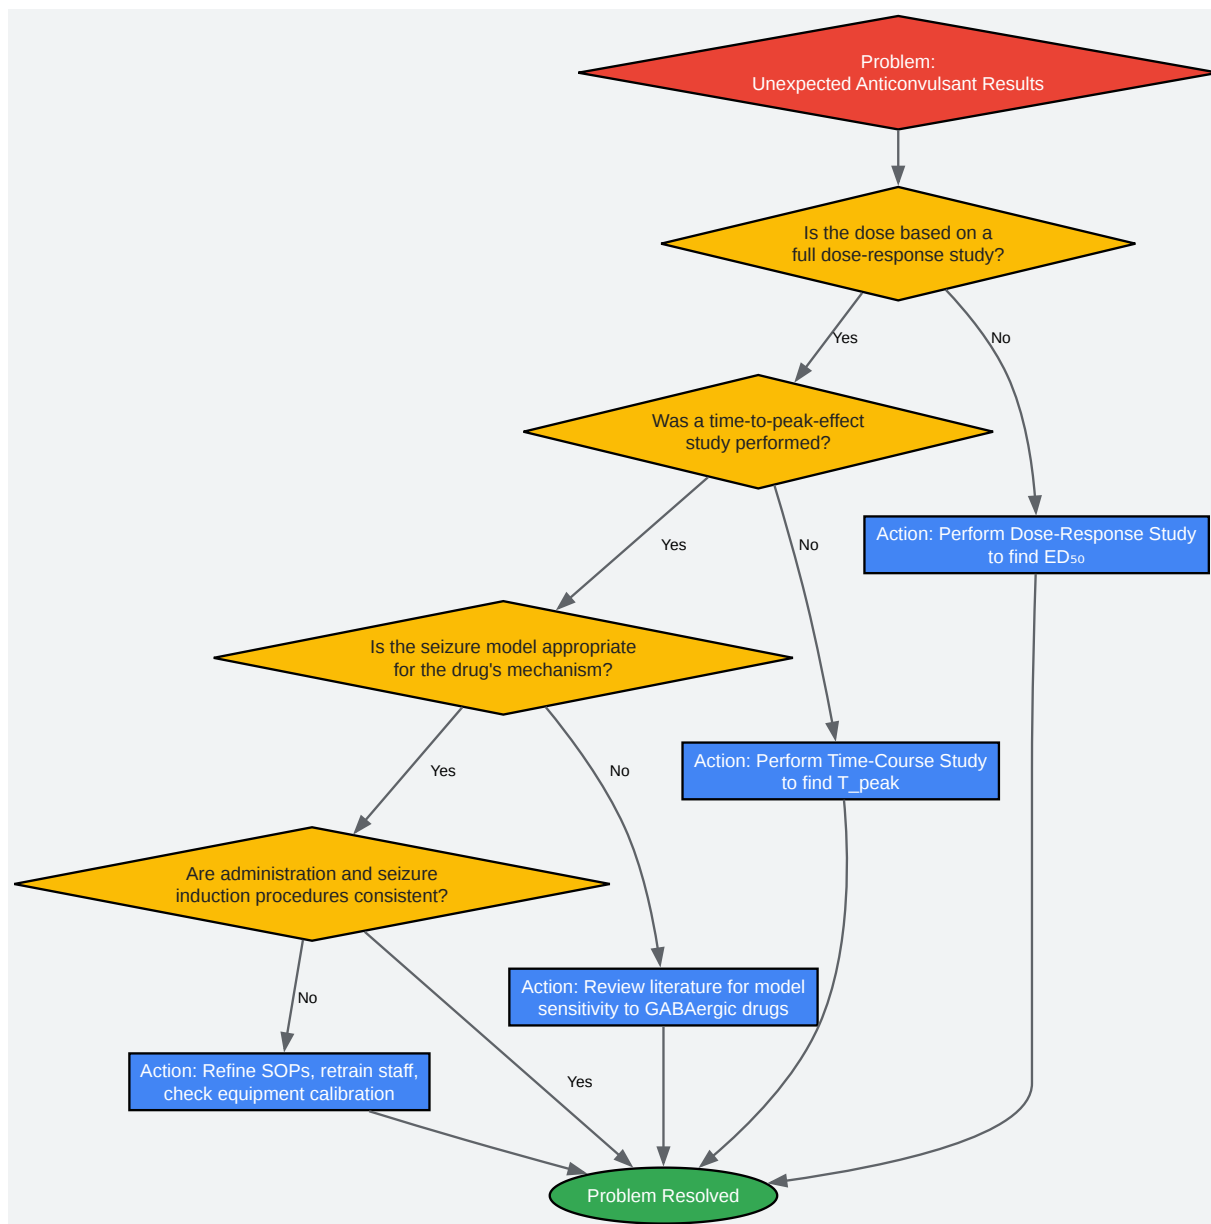 Problem:
Unexpected Anticonvulsant Results
Is the dose based on a
full dose-response study?
Yes
No
Was a time-to-peak-effect
study performed?
Yes
No
Action: Perform Dose-Response Study
to find ED₅₀
Is the seizure model appropriate
for the drug's mechanism?
Yes
No
Action: Perform Time-Course Study
to find T_peak
Are administration and seizure
induction procedures consistent?
No
Yes
Action: Review literature for model
sensitivity to GABAergic drugs
Action: Refine SOPs, retrain staff,
check equipment calibration
Problem Resolved